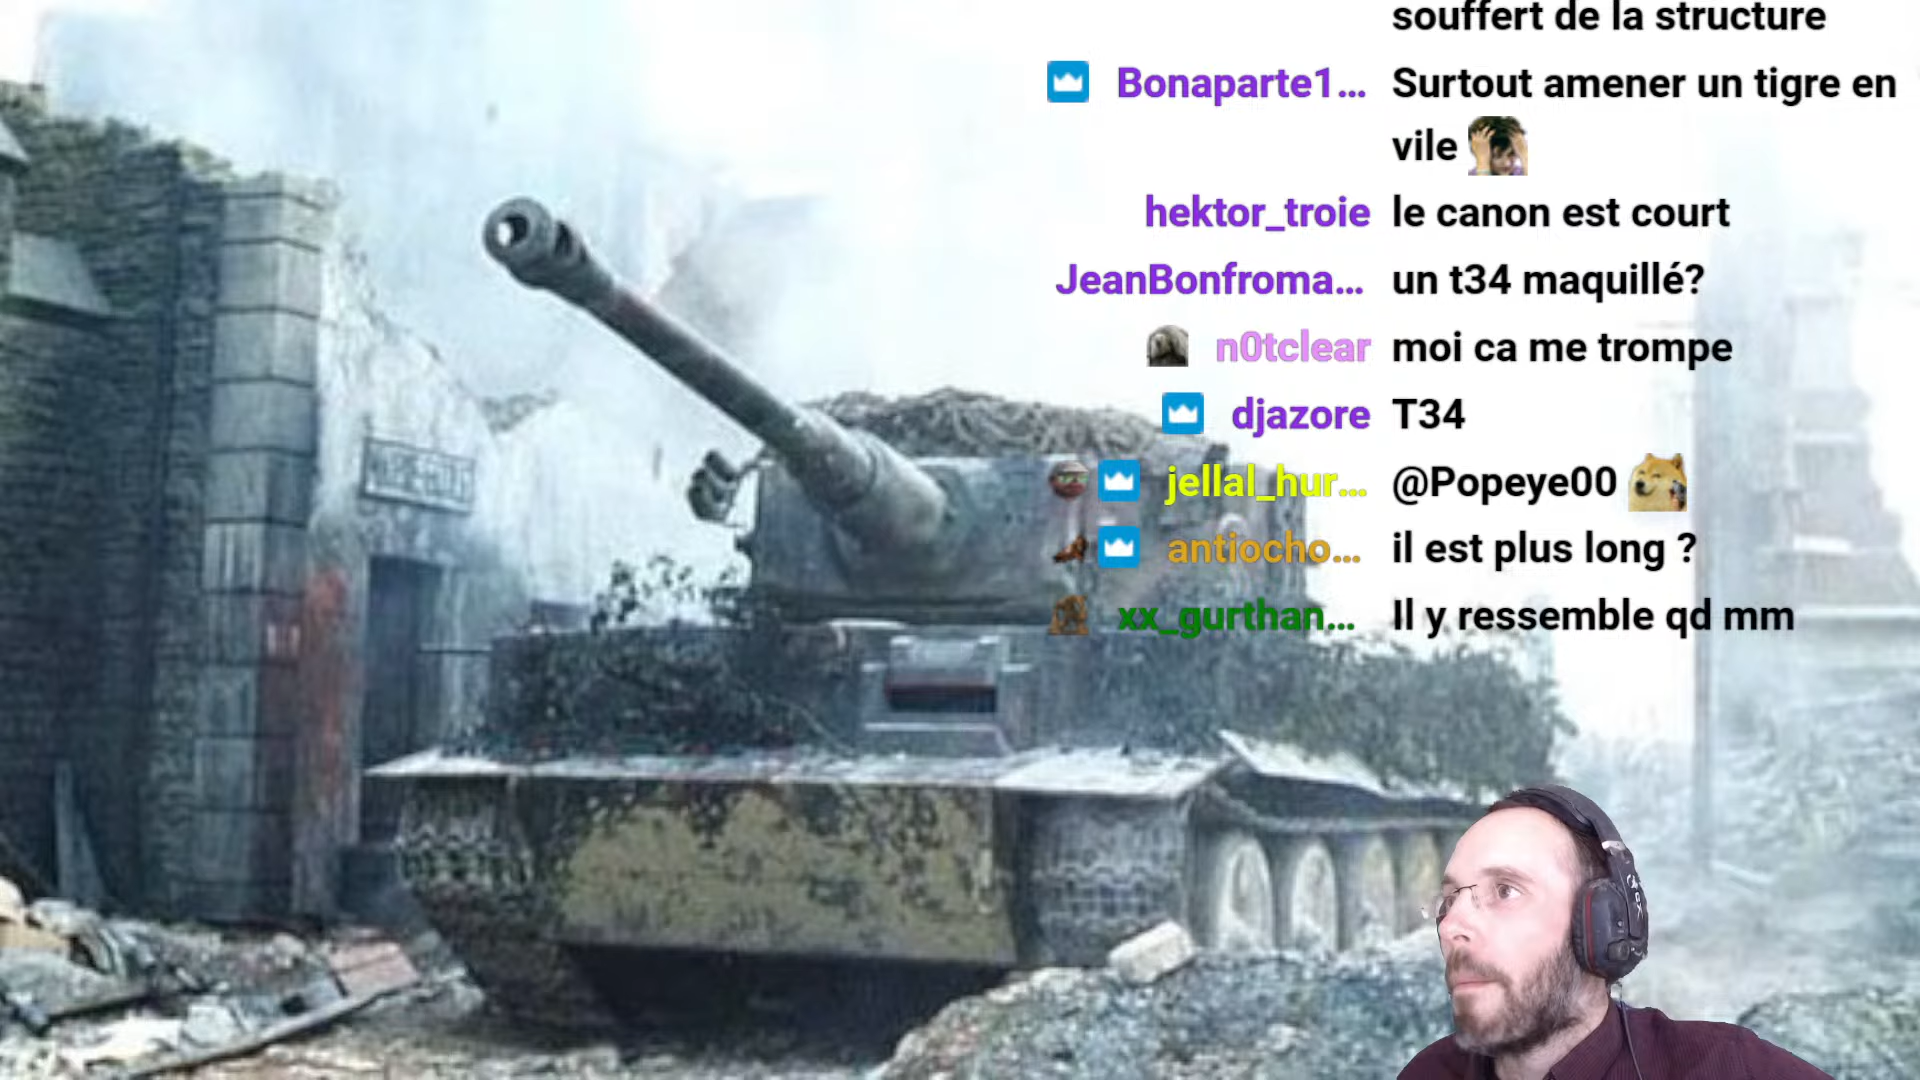 souffert de la structure
Bonaparte1... Surtout amener un tigre en
vile
hektor_troie le canon est court
JeanBonfroma... un t34 maquillé?
n0tclear moi ca me trompe
djazore T34
jellal_hur... @Popeye00
antiocho... il est plus long ?
xx_gurthan... Il y ressemble qd mm